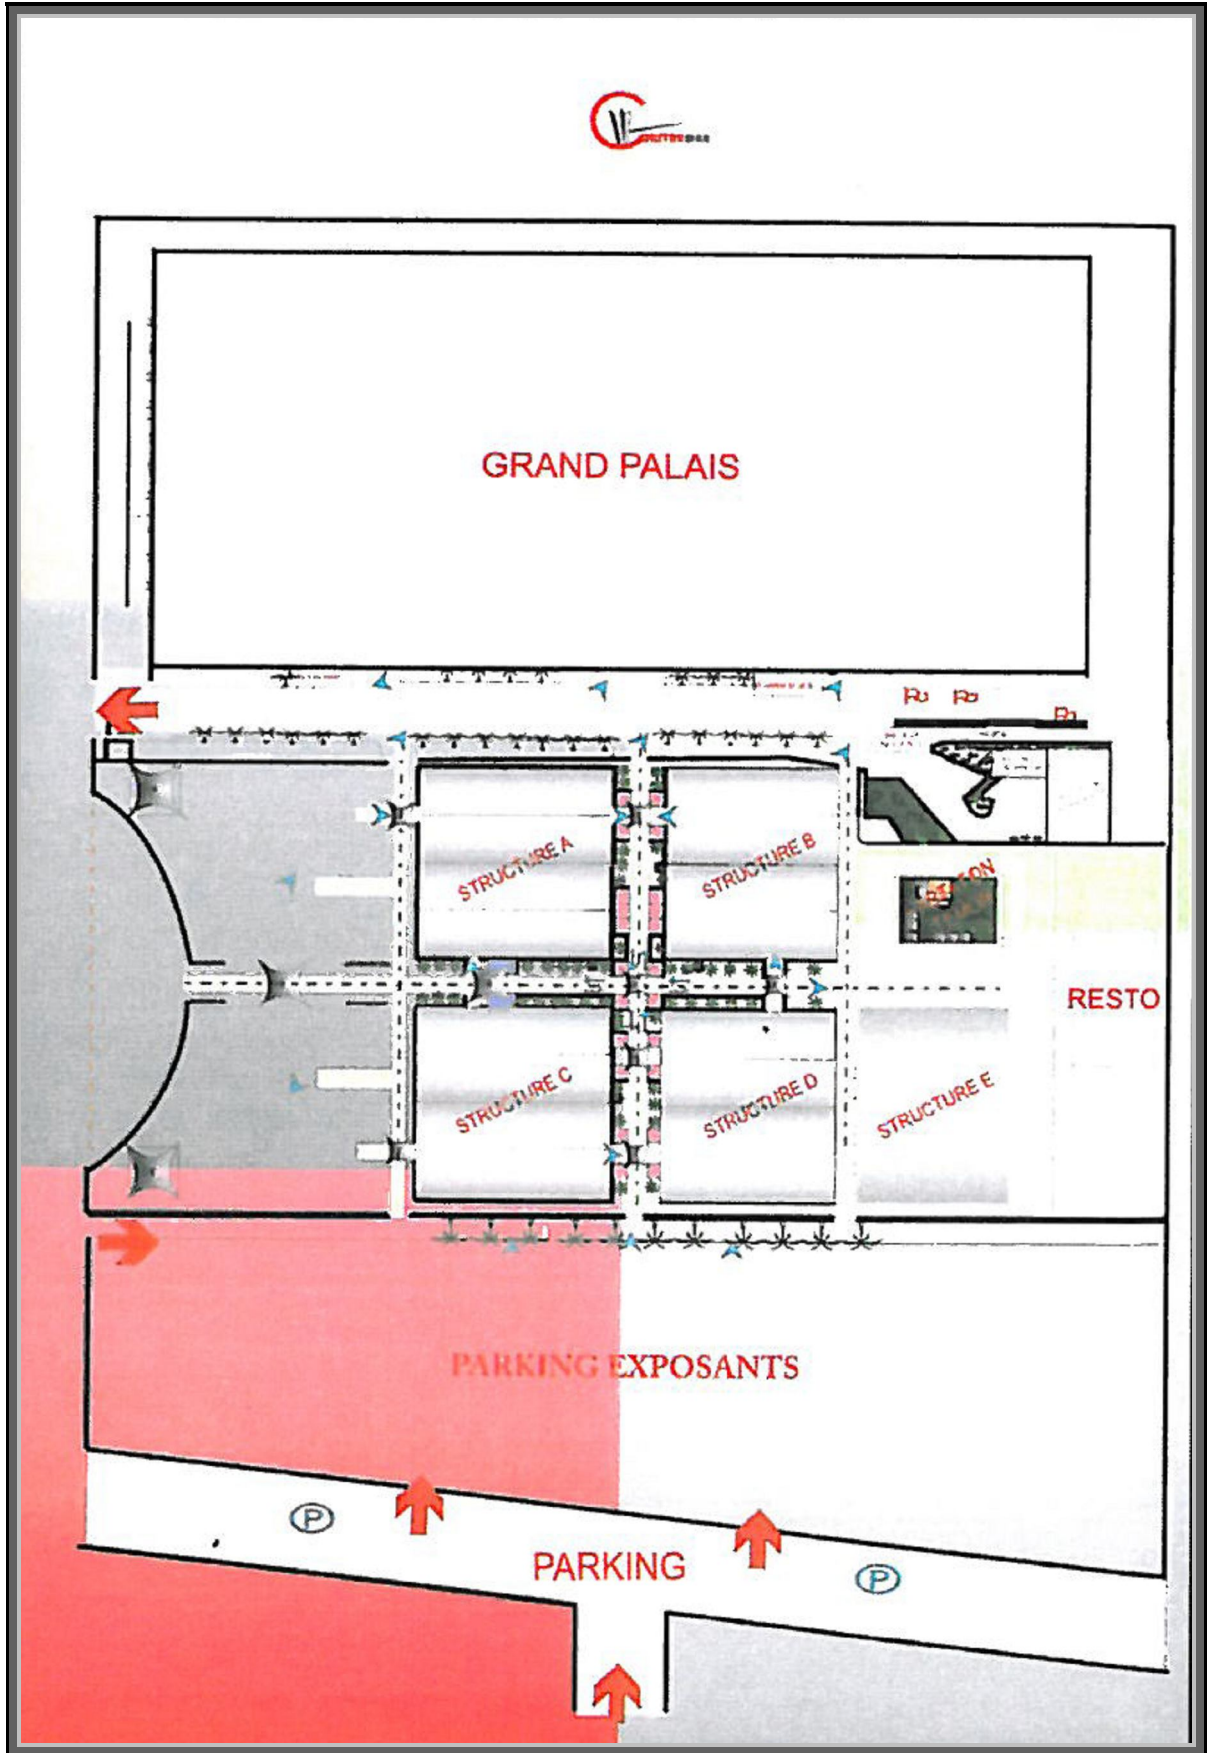 GRAND PALAIS
STRUCTURE A
STRUCTURE B
RESTO
STRUCTURE C
STRUCTURE D
STRUCTURE E
PARKING EXPOSANTS
P
PARKING
P